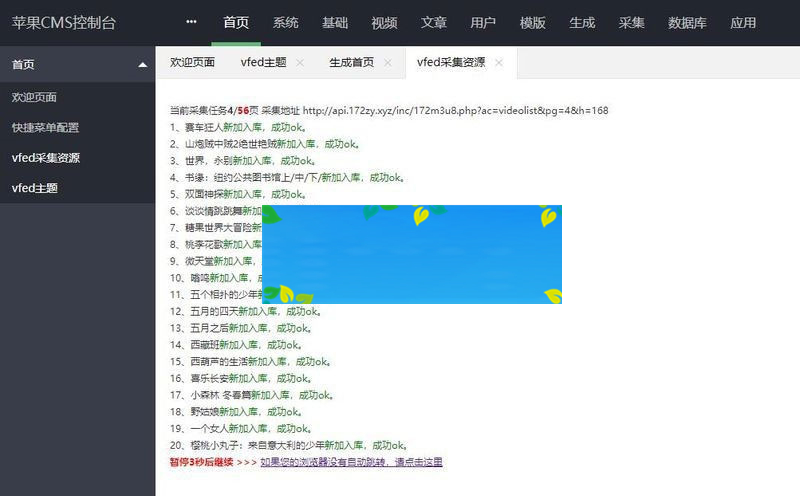 苹果CMS控制台
••• 首页 系统 基础 视频 文章 用户 模版 生成 采集 数据库 应用
首页
欢迎页面
快捷菜单配置
vfed采集资源
vfed主题
欢迎页面 vfed主题 生成首页 vfed采集资源
当前采集任务4/56页 采集地址 http://api.172zy.xyz/inc/172m3u8.php?ac=videolist&pg=4&h=168
1、赛车狂人新加入库，成功ok。
2、山炮贼中贼2绝世艳贼新加入库，成功ok。
3、世界，永别新加入库，成功ok。
4、书缘：纽约公共图书馆上/中/下/新加入库，成功ok。
5、双面神探新加入库，成功ok。
6、谈谈情跳跳舞新加
7、糖果世界大冒险新
8、桃李花歌新加入库
9、微天堂新加入库，
10、嗡鸣新加入库，
11、五个相扑的少年
12、五月的四天新加入库，成功ok。
13、五月之后新加入库，成功ok。
14、西藏班新加入库，成功ok。
15、西葫芦的生活新加入库，成功ok。
16、喜乐长安新加入库，成功ok。
17、小森林 冬春篇新加入库，成功ok。
18、野姑娘新加入库，成功ok。
19、一个女人新加入库，成功ok。
20、樱桃小丸子：来自意大利的少年新加入库，成功ok。
暂停3秒后继续 >>> 如果您的浏览器没有自动跳转，请点击这里